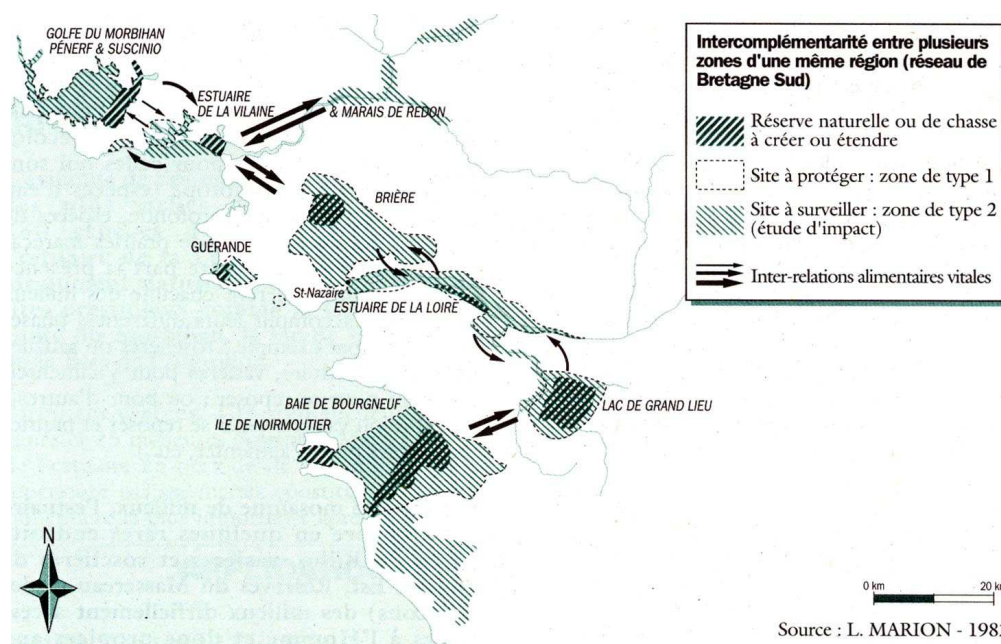 GOLFE DU MORBIHAN
PÉNERF & SUSCINIO
ESTUAIRE
DE LA VILAINE
& MARAIS DE REDON
BRIÈRE
GUÉRANDE
St-Nazaire
ESTUAIRE DE LA LOIRE
BAIE DE BOURGNEUF
ILE DE NOIRMOUTIER
LAC DE GRAND LIEU
Intercomplémentarité entre plusieurs
zones d'une même région (réseau de
Bretagne Sud)
Réserve naturelle ou de chasse
à créer ou étendre
Site à protéger : zone de type 1
Site à surveiller : zone de type 2
(étude d'impact)
Inter-relations alimentaires vitales
N
0 km
20 k
Source : L. MARION - 198